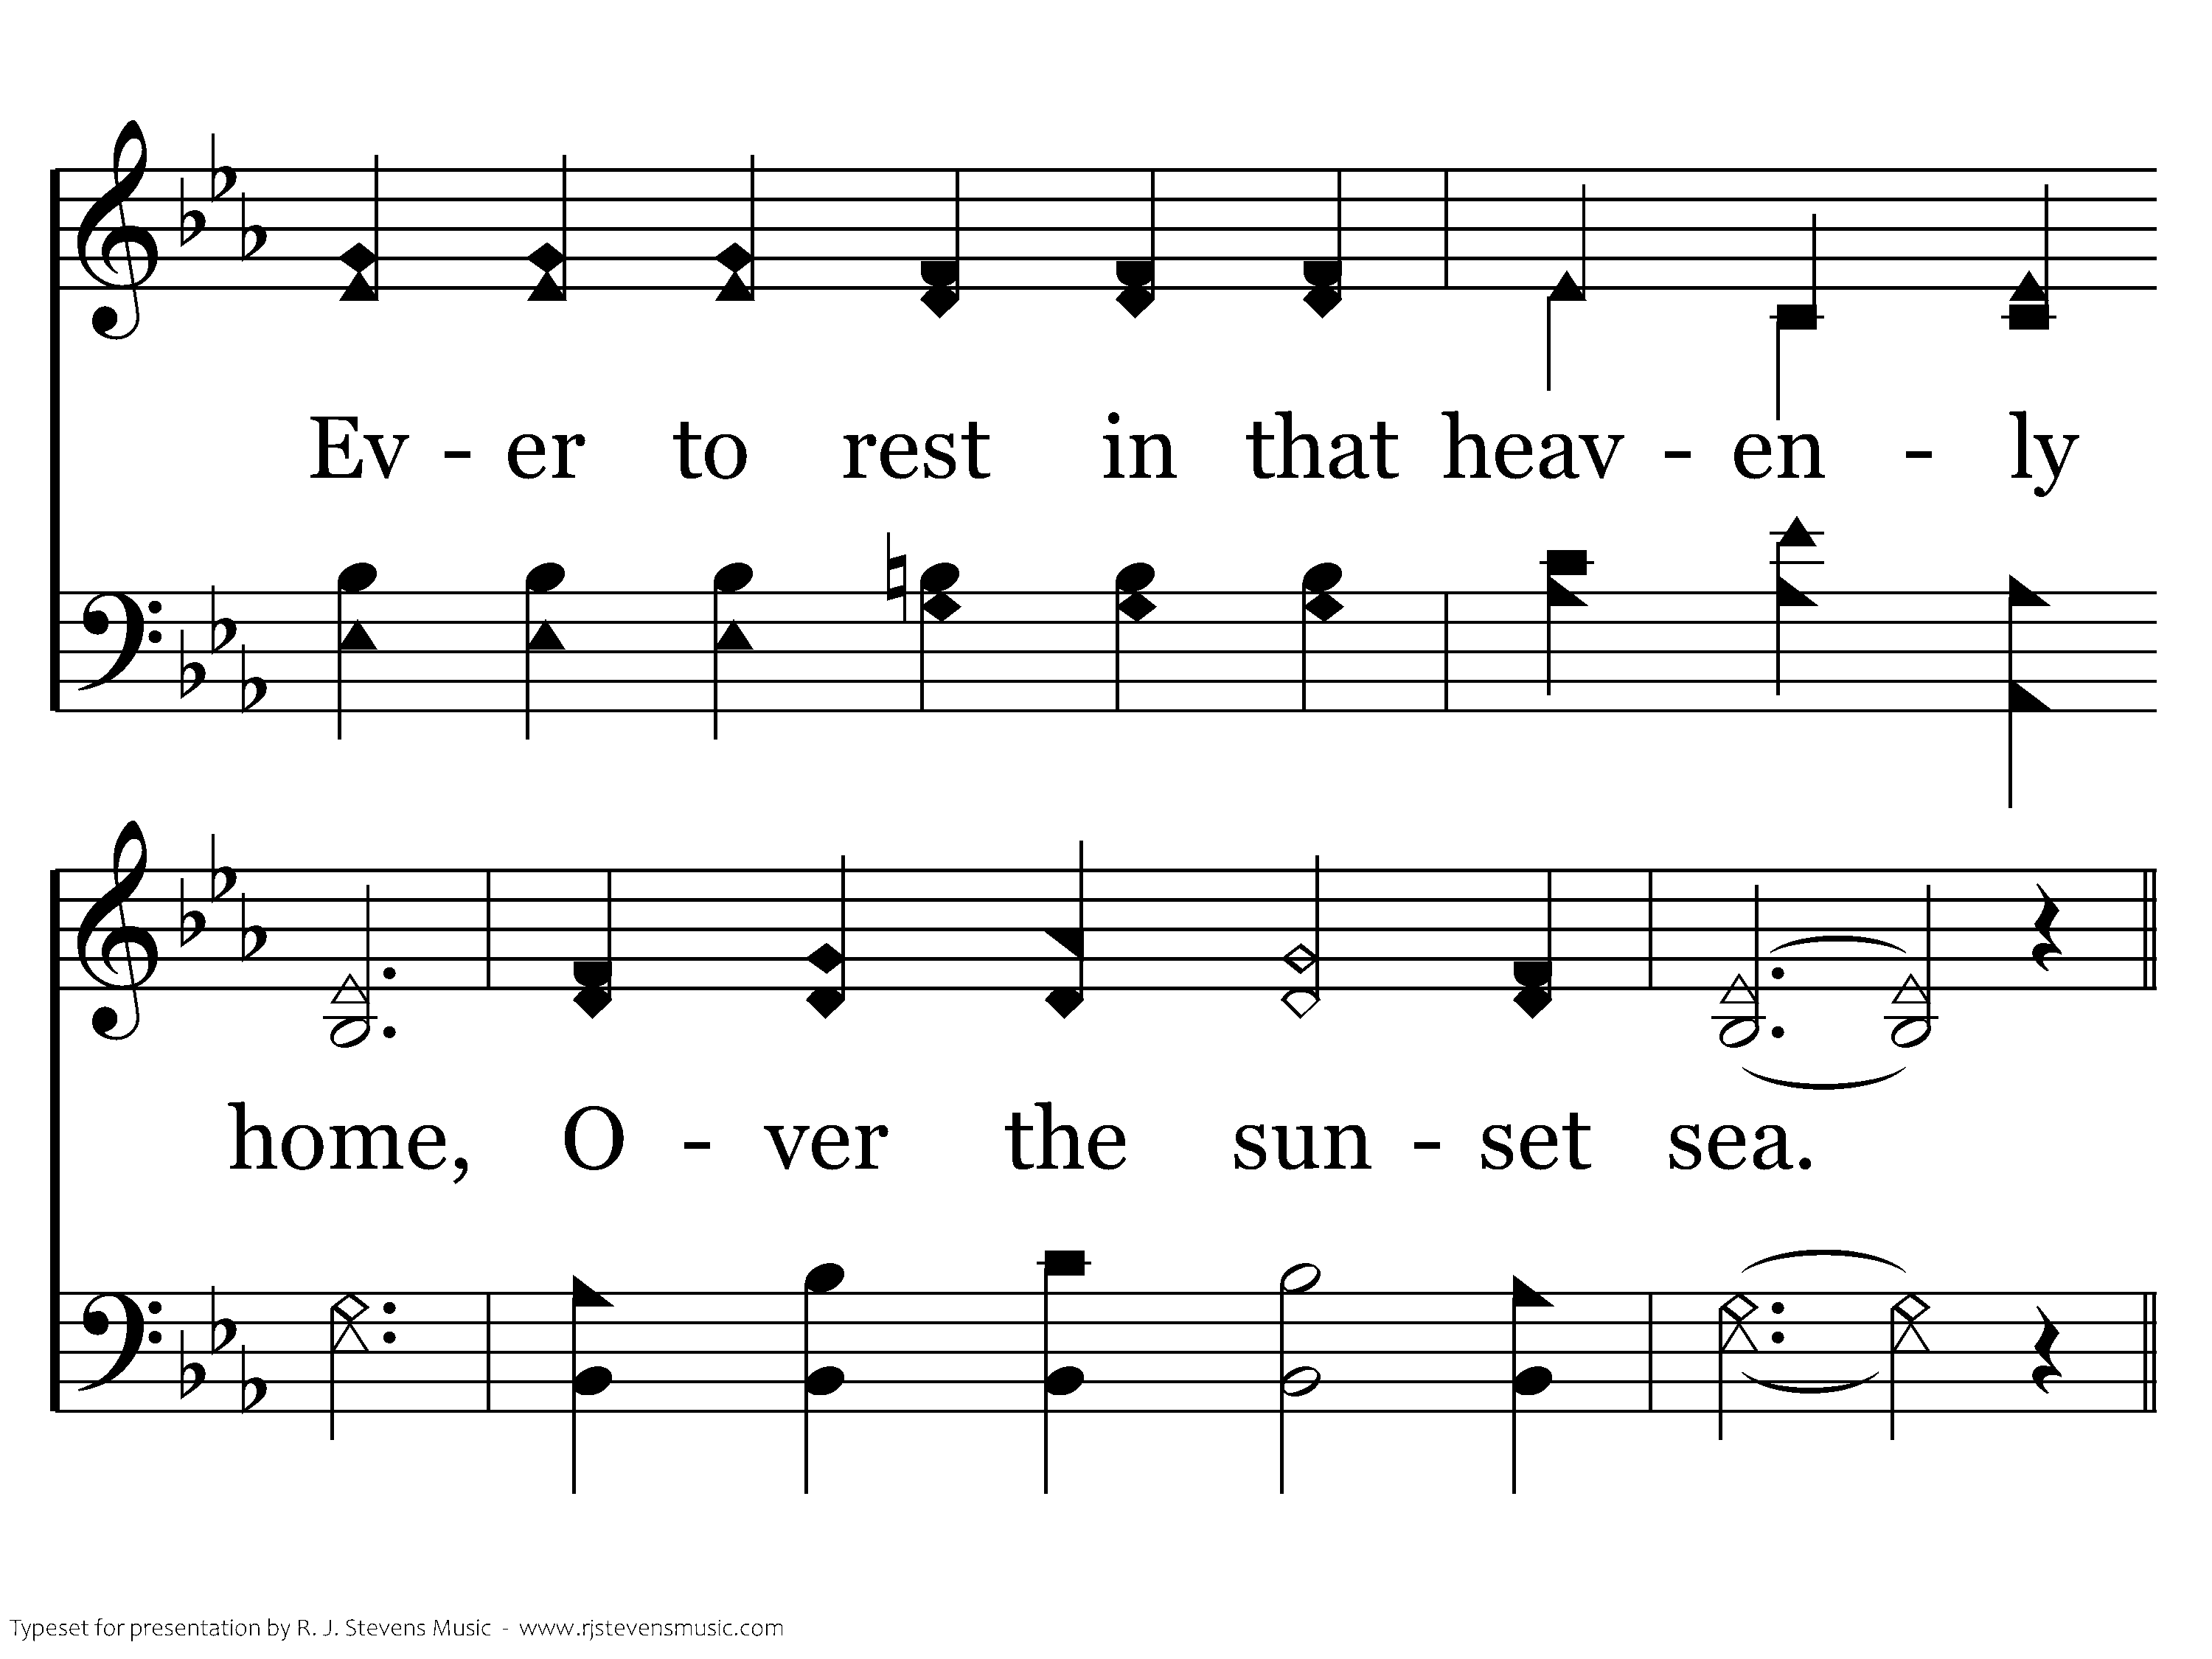 Ev - er to rest in that heav - en - ly
home, O - ver the sun - set sea.
Typeset for presentation by R. J. Stevens Music - www.rjstevensmusic.com